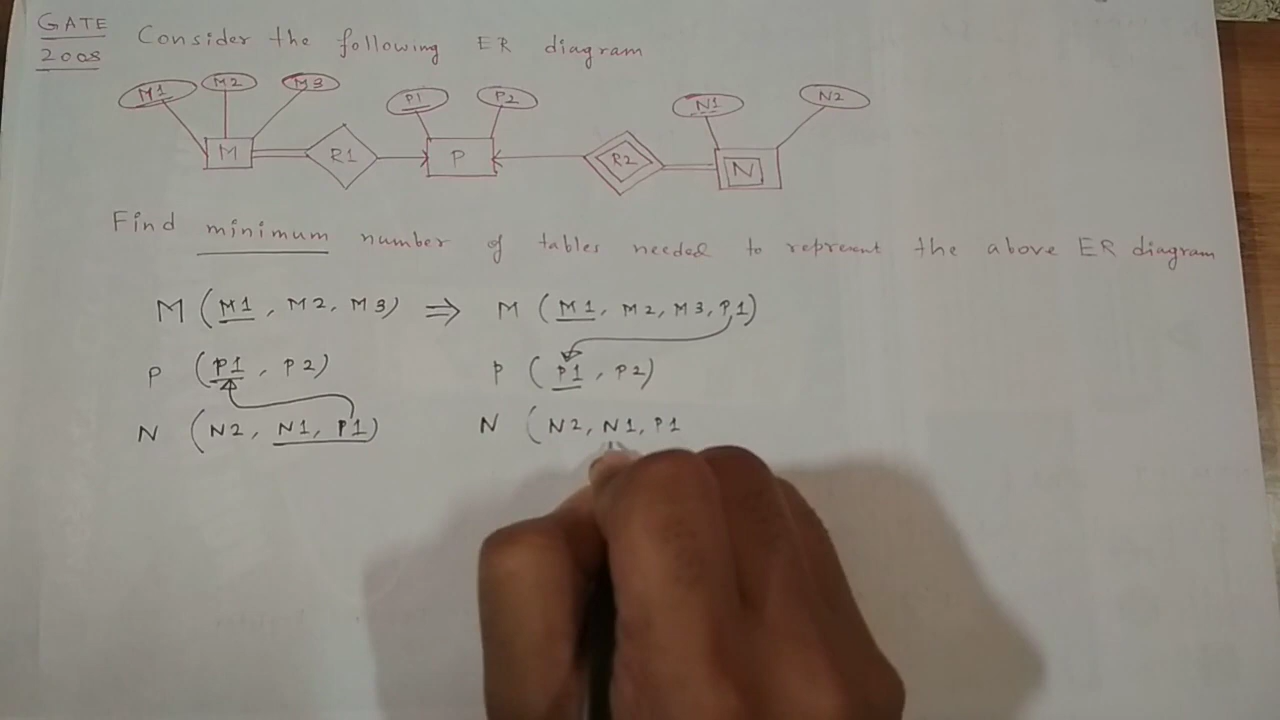 GATE
2008
Consider the following ER diagram
M1 M2 M3 P1 P2 N1 N2
M R1 P R2 N
Find minimum number of tables needed to represent the above ER diagram
M (M1, M2, M3) ⇒ M (M1, M2, M3, P1)
P (P1, P2) P (P1, P2)
N (N2, N1, P1) N (N2, N1, P1